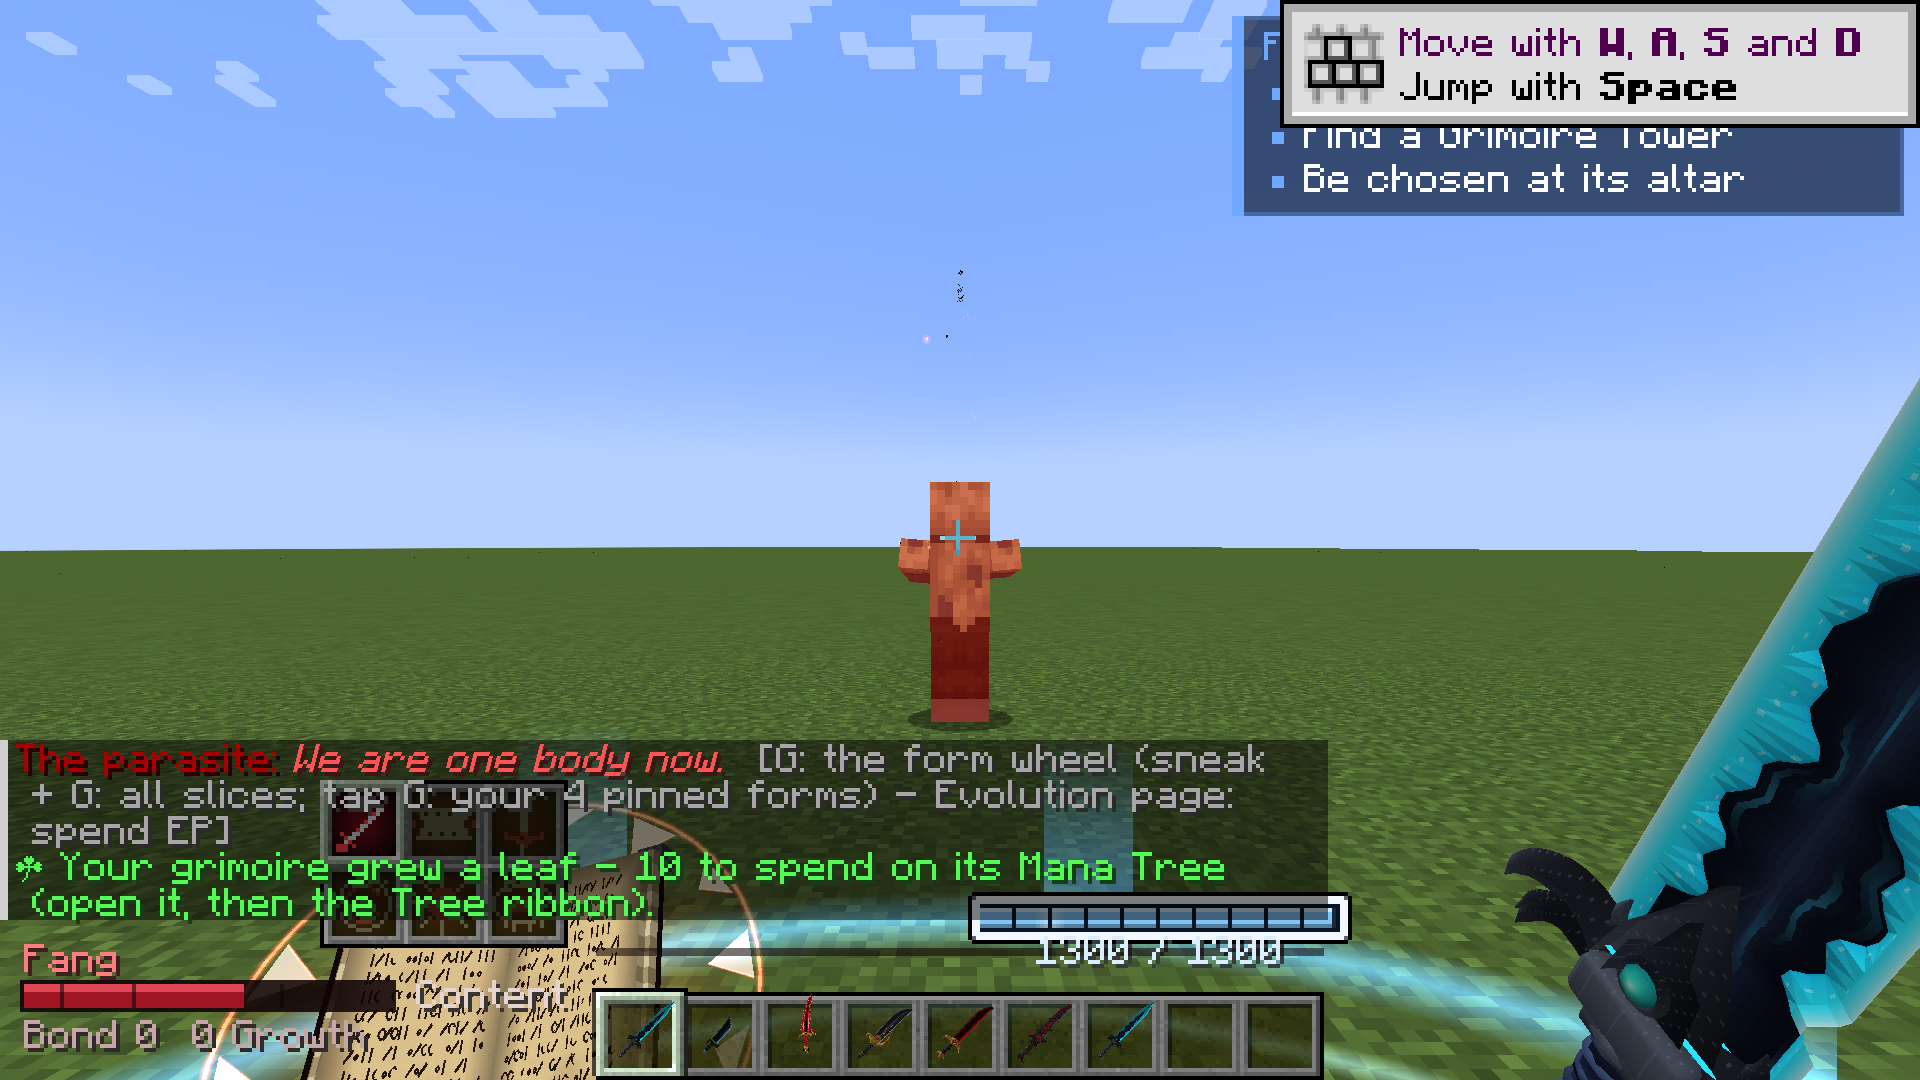 Move with W, A, S and D
Jump with Space
Find a Grimoire Tower
Be chosen at its altar
The parasite: We are one body now. [G: the form wheel (sneak
+ G: all slices; tap G: your 4 pinned forms) - Evolution page:
spend EP]
☘ Your grimoire grew a leaf - 10 to spend on its Mana Tree
(open it, then the Tree ribbon).
1300 / 1300
Fang
Content
Bond 0 0 Growth